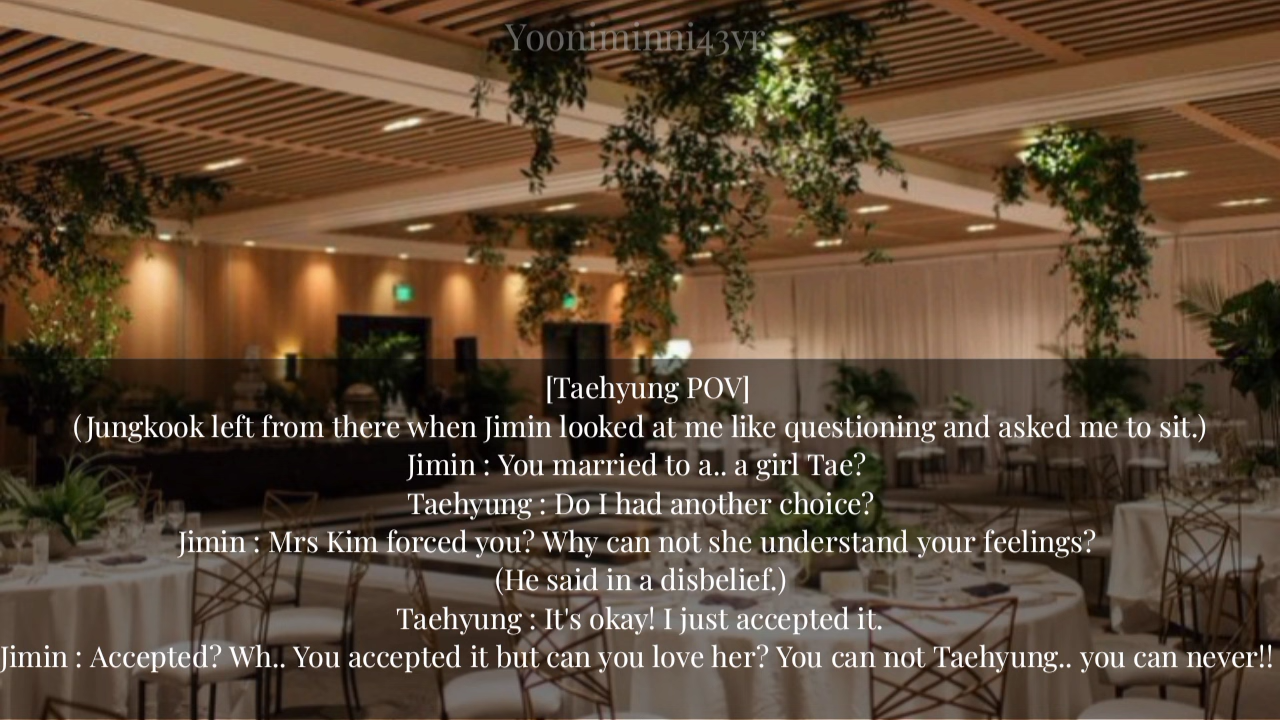 Yooniminni43vr
[Taehyung POV]
(Jungkook left from there when Jimin looked at me like questioning and asked me to sit.)
Jimin : You married to a.. a girl Tae?
Taehyung : Do I had another choice?
Jimin : Mrs Kim forced you? Why can not she understand your feelings?
(He said in a disbelief.)
Taehyung : It's okay! I just accepted it.
Jimin : Accepted? Wh.. You accepted it but can you love her? You can not Taehyung.. you can never!!